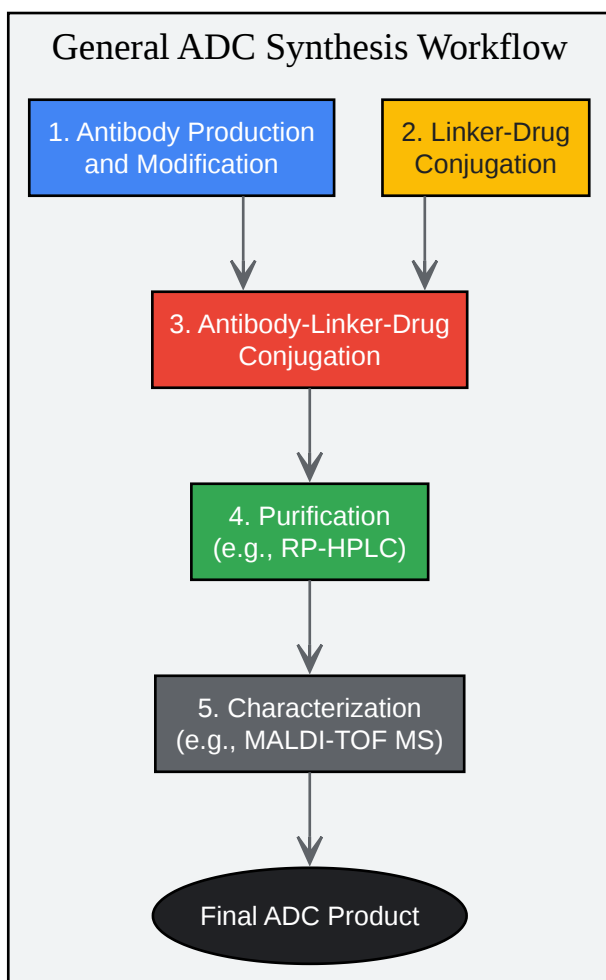 General ADC Synthesis Workflow
1. Antibody Production
and Modification
2. Linker-Drug
Conjugation
3. Antibody-Linker-Drug
Conjugation
4. Purification
(e.g., RP-HPLC)
5. Characterization
(e.g., MALDI-TOF MS)
Final ADC Product